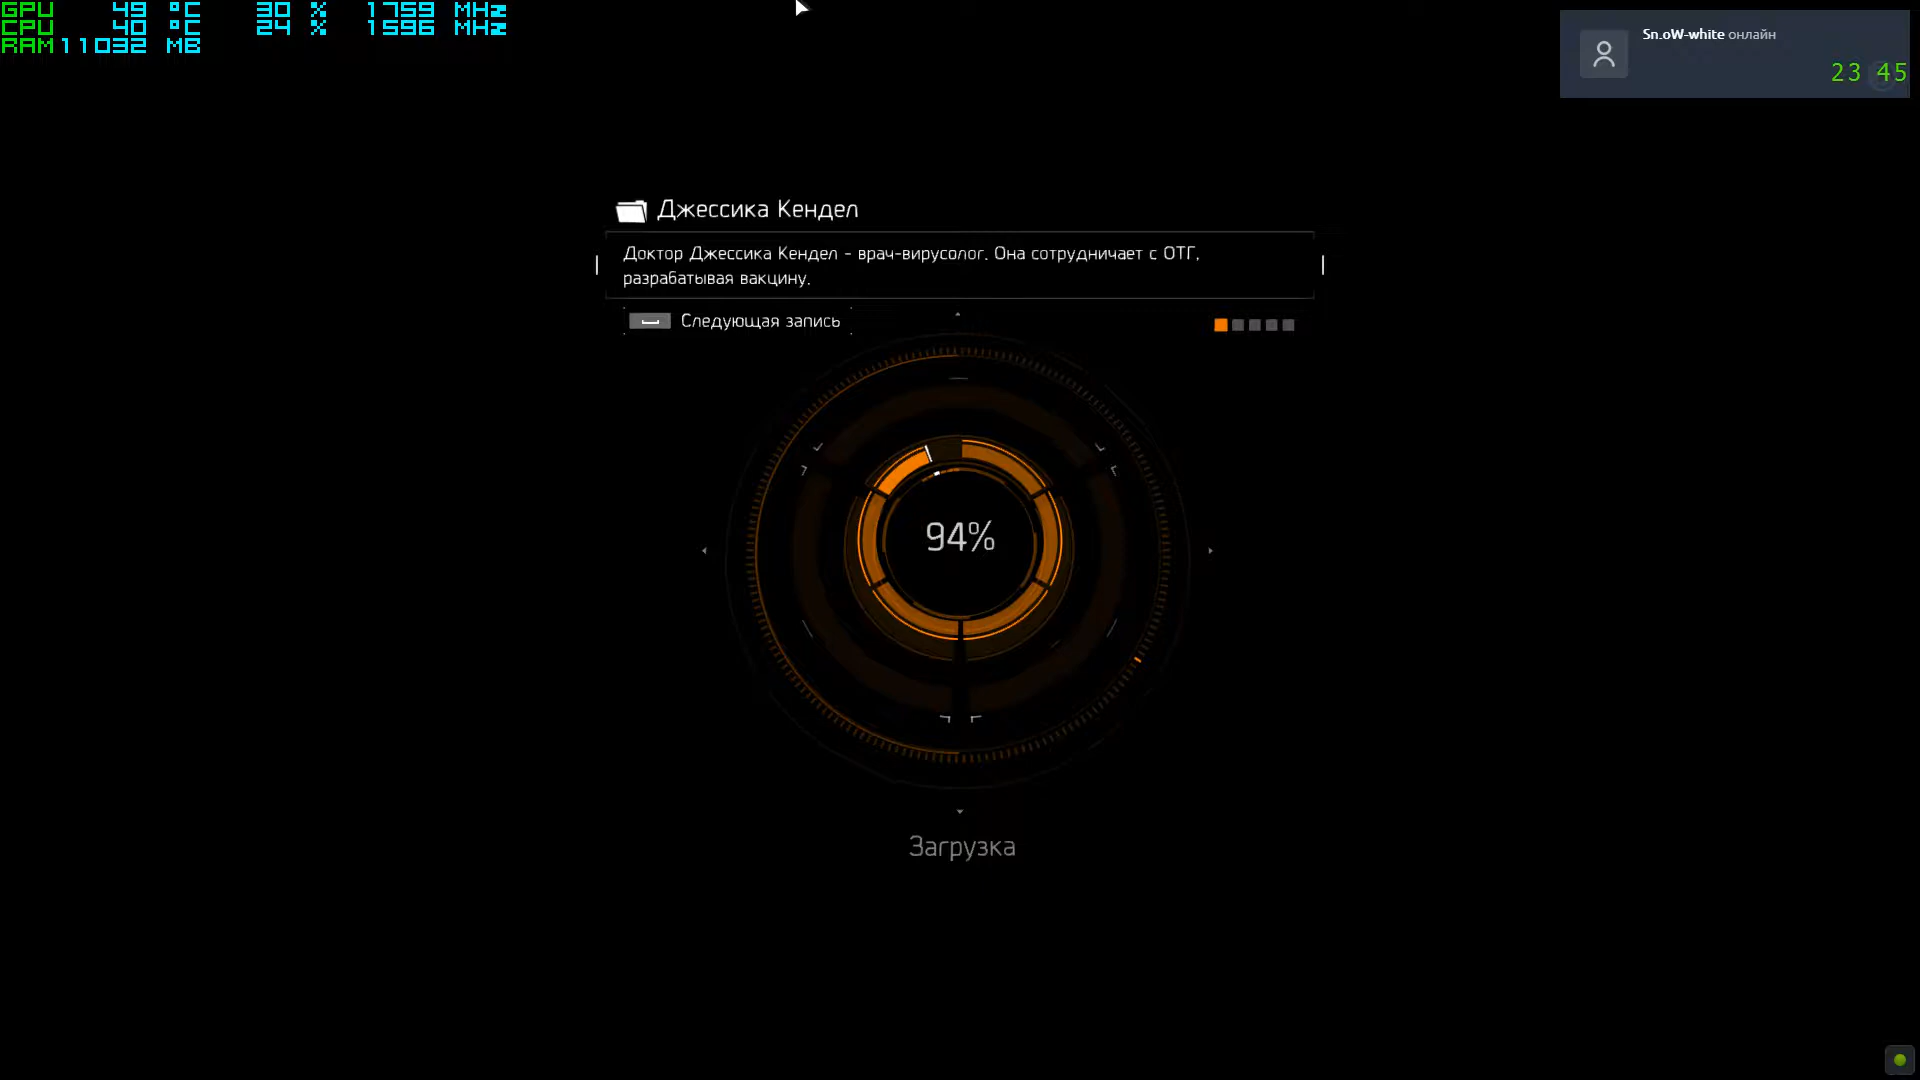 GPU 49 °C 30 % 1759 MHz
CPU 40 °C 24 % 1596 MHz
RAM 11032 MB
Sn.oW-white онлайн
23 45
Джессика Кендел
Доктор Джессика Кендел - врач-вирусолог. Она сотрудничает с ОТГ,
разрабатывая вакцину.
Следующая запись
94%
Загрузка